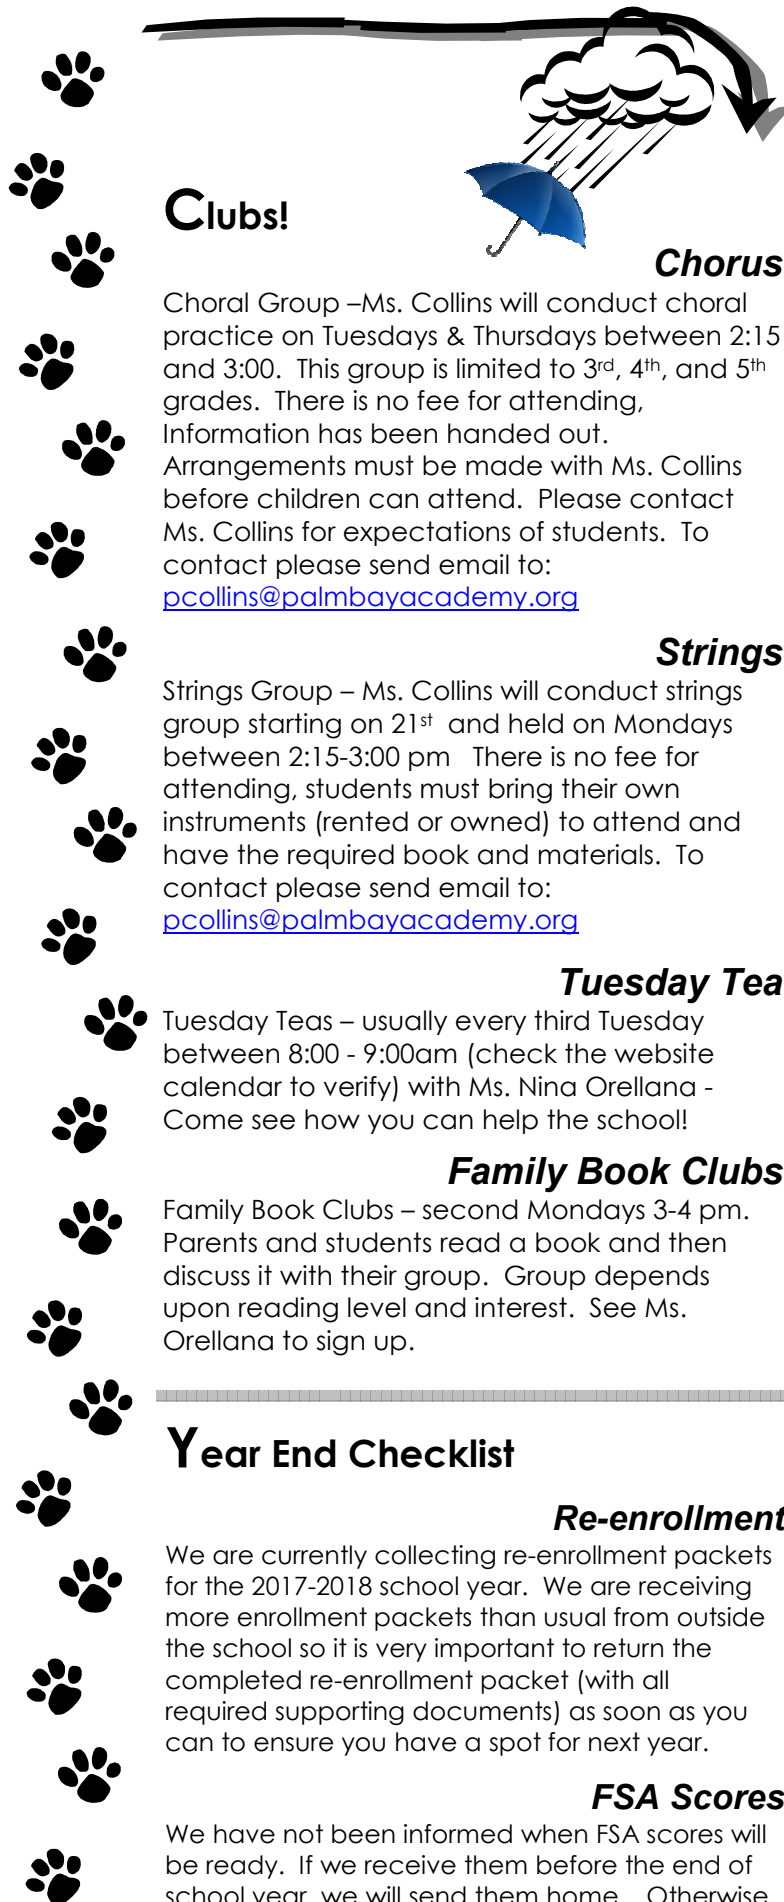 Clubs!
Chorus
Choral Group –Ms. Collins will conduct choral
practice on Tuesdays & Thursdays between 2:15
and 3:00.  This group is limited to 3rd, 4th, and 5th
grades.  There is no fee for attending,
Information has been handed out.
Arrangements must be made with Ms. Collins
before children can attend.  Please contact
Ms. Collins for expectations of students.  To
contact please send email to:
pcollins@palmbayacademy.org
Strings
Strings Group – Ms. Collins will conduct strings
group starting on 21st  and held on Mondays
between 2:15-3:00 pm   There is no fee for
attending, students must bring their own
instruments (rented or owned) to attend and
have the required book and materials.  To
contact please send email to:
pcollins@palmbayacademy.org
Tuesday Tea
Tuesday Teas – usually every third Tuesday
between 8:00 - 9:00am (check the website
calendar to verify) with Ms. Nina Orellana -
Come see how you can help the school!
Family Book Clubs
Family Book Clubs – second Mondays 3-4 pm.
Parents and students read a book and then
discuss it with their group.  Group depends
upon reading level and interest.  See Ms.
Orellana to sign up.
Year End Checklist
Re-enrollment
We are currently collecting re-enrollment packets
for the 2017-2018 school year.  We are receiving
more enrollment packets than usual from outside
the school so it is very important to return the
completed re-enrollment packet (with all
required supporting documents) as soon as you
can to ensure you have a spot for next year.
FSA Scores
We have not been informed when FSA scores will
be ready.  If we receive them before the end of
school year, we will send them home.  Otherwise